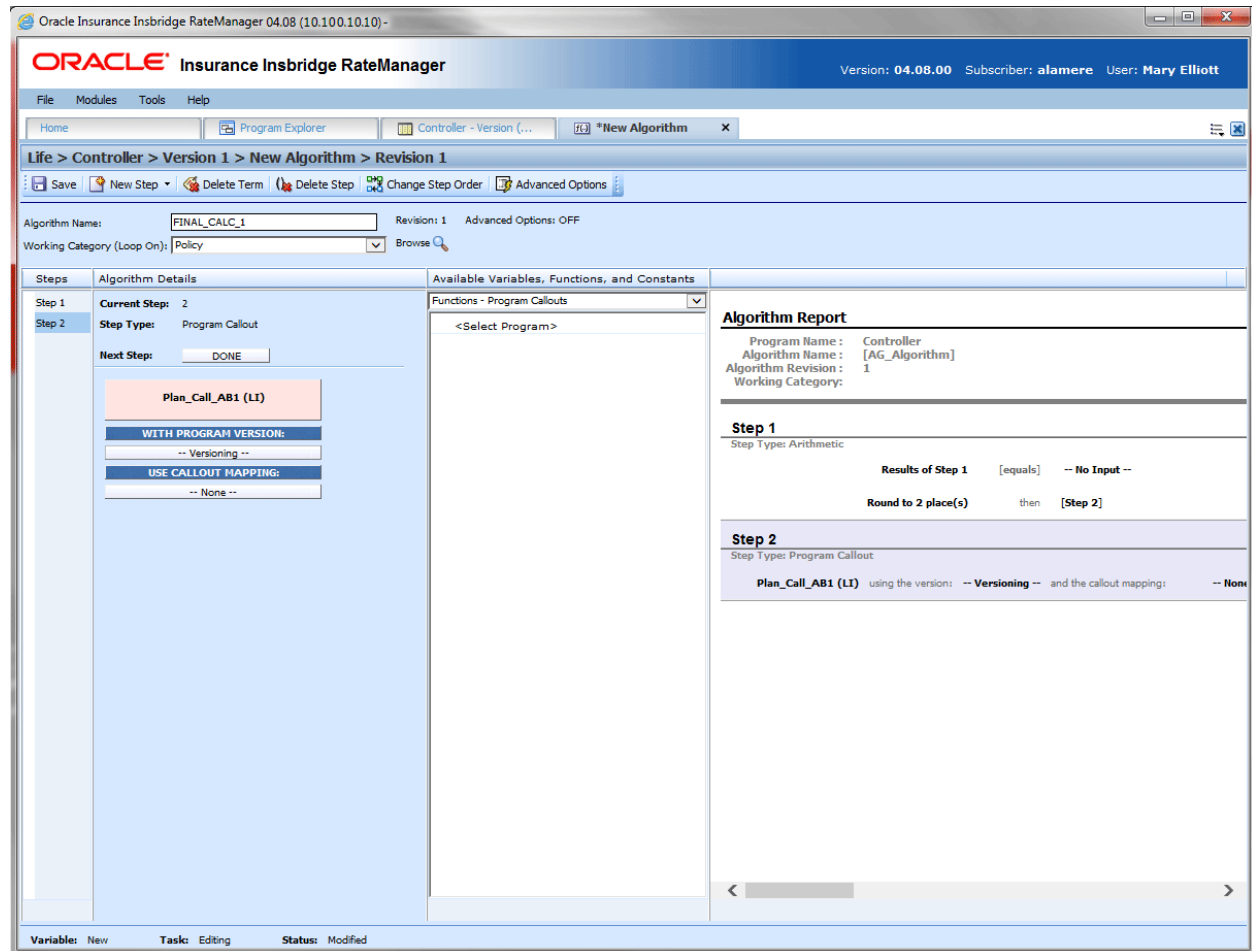 Oracle Insurance Insbridge RateManager 04.08 (10.100.10.10) -
ORACLE Insurance Insbridge RateManager
Version: 04.08.00 Subscriber: alamere User: Mary Elliott
File Modules Tools Help
Home Program Explorer Controller - Version (... *New Algorithm x
Life > Controller > Version 1 > New Algorithm > Revision 1
Save New Step Delete Term Delete Step Change Step Order Advanced Options
Algorithm Name: FINAL_CALC_1 Revision: 1 Advanced Options: OFF
Working Category (Loop On): Policy Browse
Steps
Step 1
Step 2
Algorithm Details
Current Step: 2
Step Type: Program Callout
Next Step: DONE
Plan_Call_AB1 (LI)
WITH PROGRAM VERSION:
-- Versioning --
USE CALLOUT MAPPING:
-- None --
Available Variables, Functions, and Constants
Functions - Program Callouts
<Select Program>
Algorithm Report
Program Name : Controller
Algorithm Name : [AG_Algorithm]
Algorithm Revision : 1
Working Category:
Step 1
Step Type: Arithmetic
Results of Step 1 [equals] -- No Input --
Round to 2 place(s) then [Step 2]
Step 2
Step Type: Program Callout
Plan_Call_AB1 (LI) using the version: -- Versioning -- and the callout mapping: -- None
Variable: New Task: Editing Status: Modified